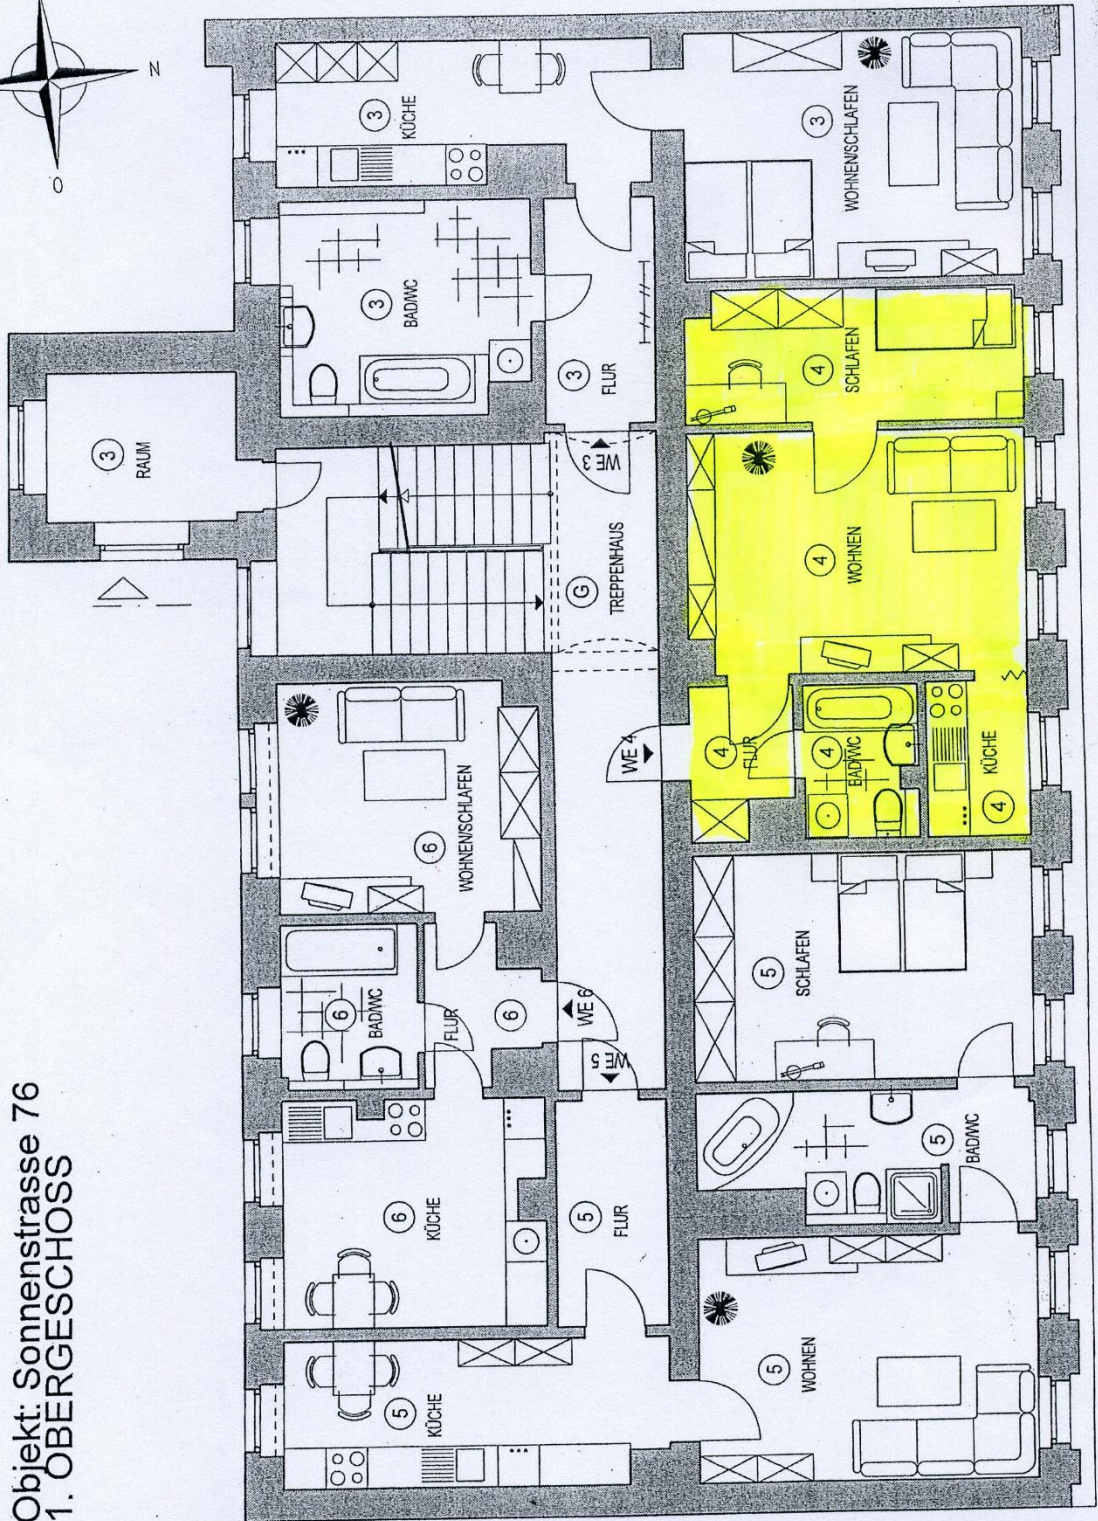 Objekt: Sonnenstrasse 76
1. OBERGESCHOSS
N
O
3
KÜCHE
3
WOHNEN/SCHLAFEN
3
BAD/WC
3
FLUR
3
RAUM
WE 3
4
SCHLAFEN
4
WOHNEN
G
TREPPENHAUS
WE 4
4
FLUR
4
BAD/WC
KÜCHE
4
6
WOHNEN/SCHLAFEN
6
BAD/WC
FLUR
6
WE 6
WE 5
5
SCHLAFEN
6
KÜCHE
5
FLUR
5
BAD/WC
5
KÜCHE
5
WOHNEN